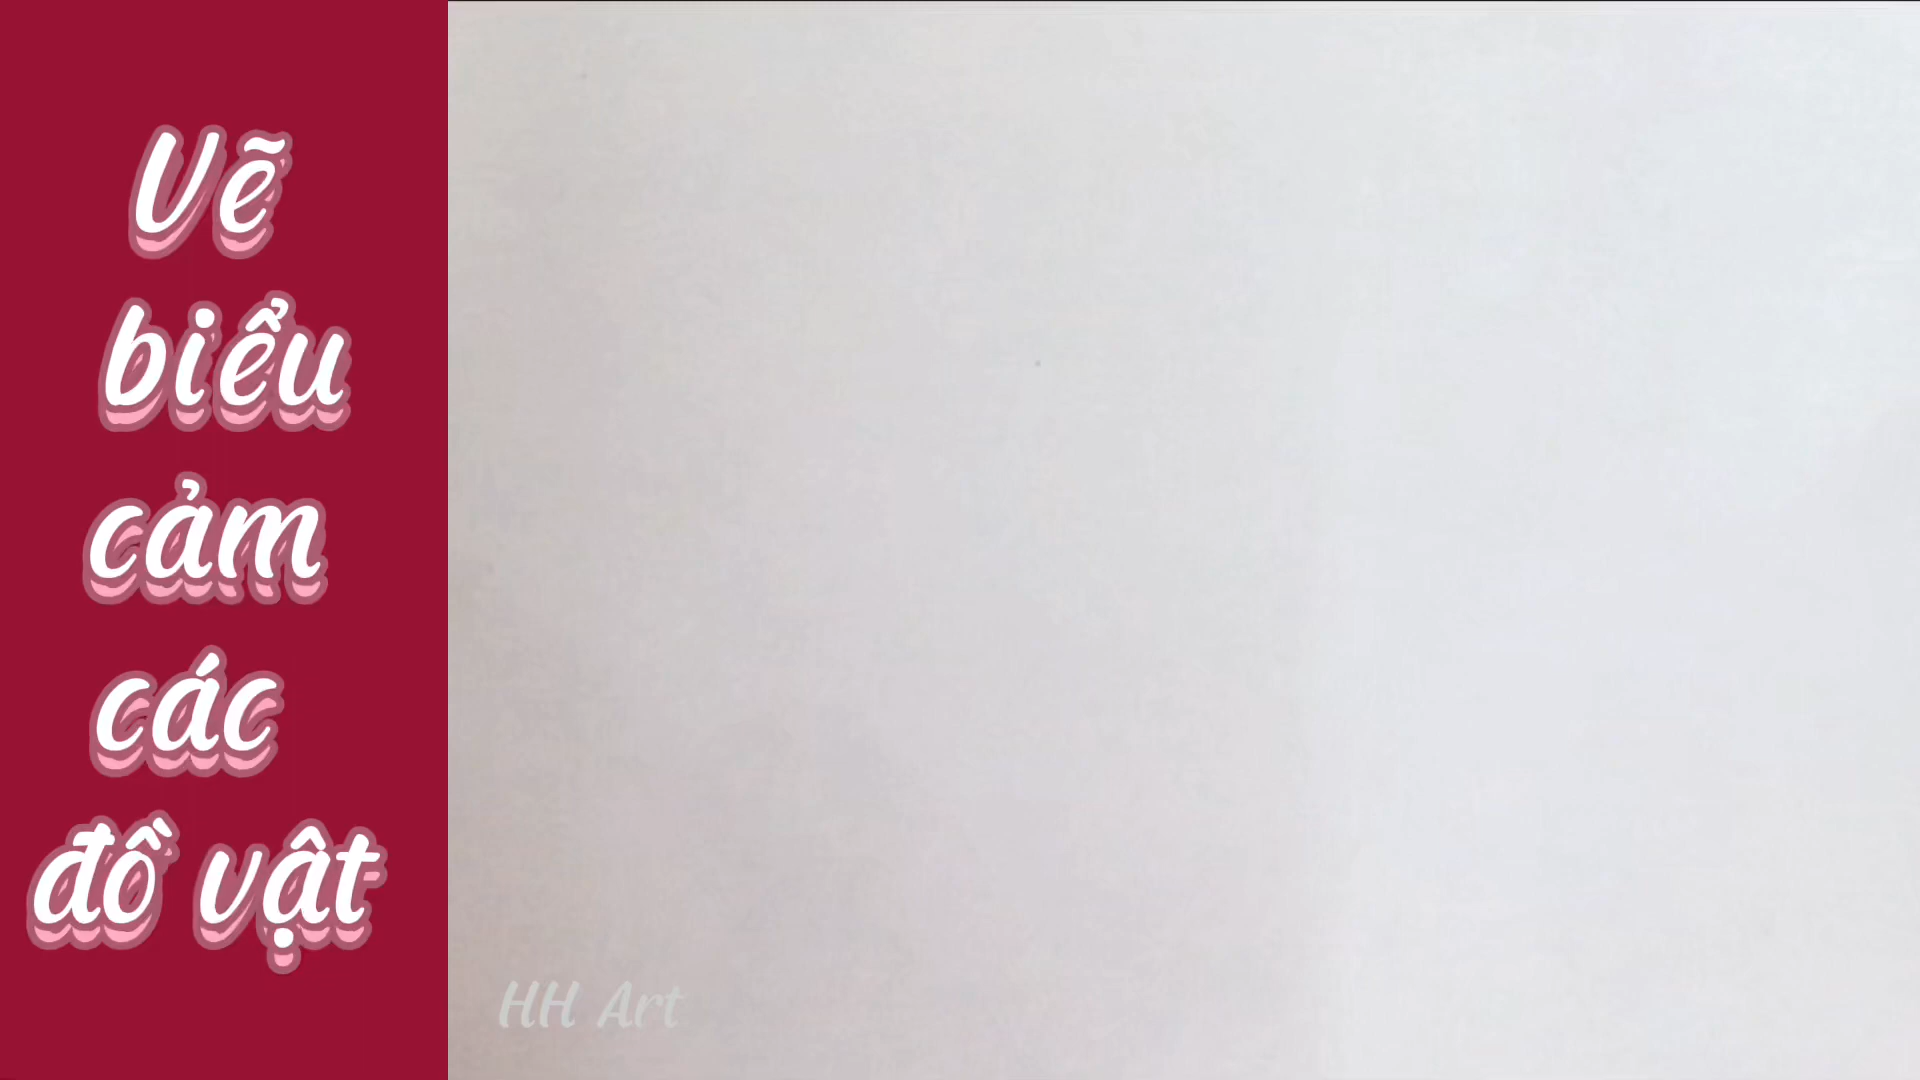 Vẽ
biểu
cảm
các
đồ vật
HH Art